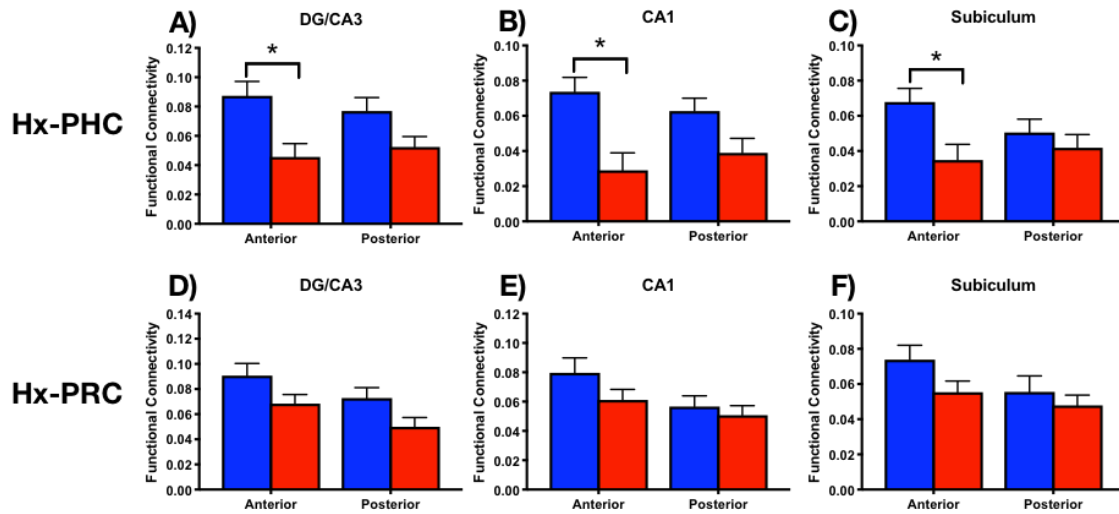 Hx-PHC
A)
DG/CA3
Functional Connectivity
0.12
0.10
0.08
0.06
0.04
0.02
0.00
*
Anterior
Posterior
B)
CA1
Functional Connectivity
0.10
0.08
0.06
0.04
0.02
0.00
*
Anterior
Posterior
C)
Subiculum
Functional Connectivity
0.10
0.08
0.06
0.04
0.02
0.00
*
Anterior
Posterior
Hx-PRC
D)
DG/CA3
Functional Connectivity
0.14
0.12
0.10
0.08
0.06
0.04
0.02
0.00
Anterior
Posterior
E)
CA1
Functional Connectivity
0.12
0.10
0.08
0.06
0.04
0.02
0.00
Anterior
Posterior
F)
Subiculum
Functional Connectivity
0.10
0.08
0.06
0.04
0.02
0.00
Anterior
Posterior